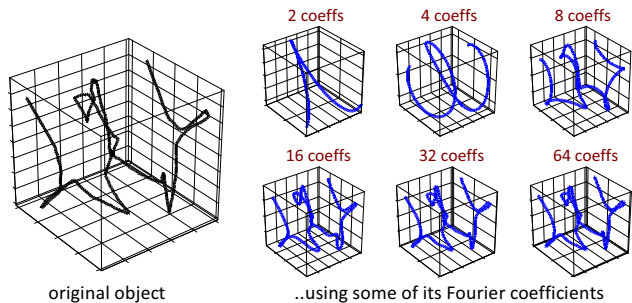 2 coeffs
4 coeffs
8 coeffs
16 coeffs
32 coeffs
64 coeffs
original object
..using some of its Fourier coefficients